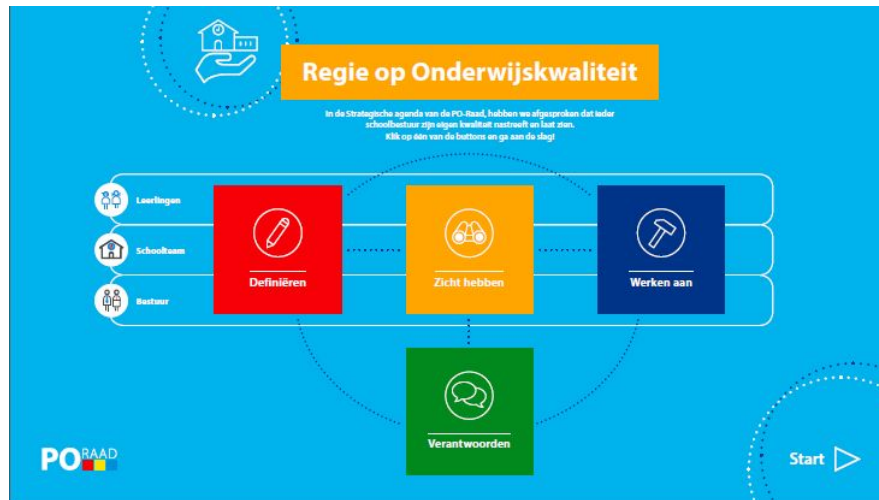 Regie op Onderwijskwaliteit
In de Strategische agenda van de PO-Raad, hebben we afgesproken dat ieder
schoolbestuur zijn eigen kwaliteit nastreeft en laat zien.
Klik op één van de buttons en ga aan de slag!
Leerlingen
Schoolteam
Bestuur
Definiëren
Zicht hebben
Werken aan
Verantwoorden
PO RAAD
Start